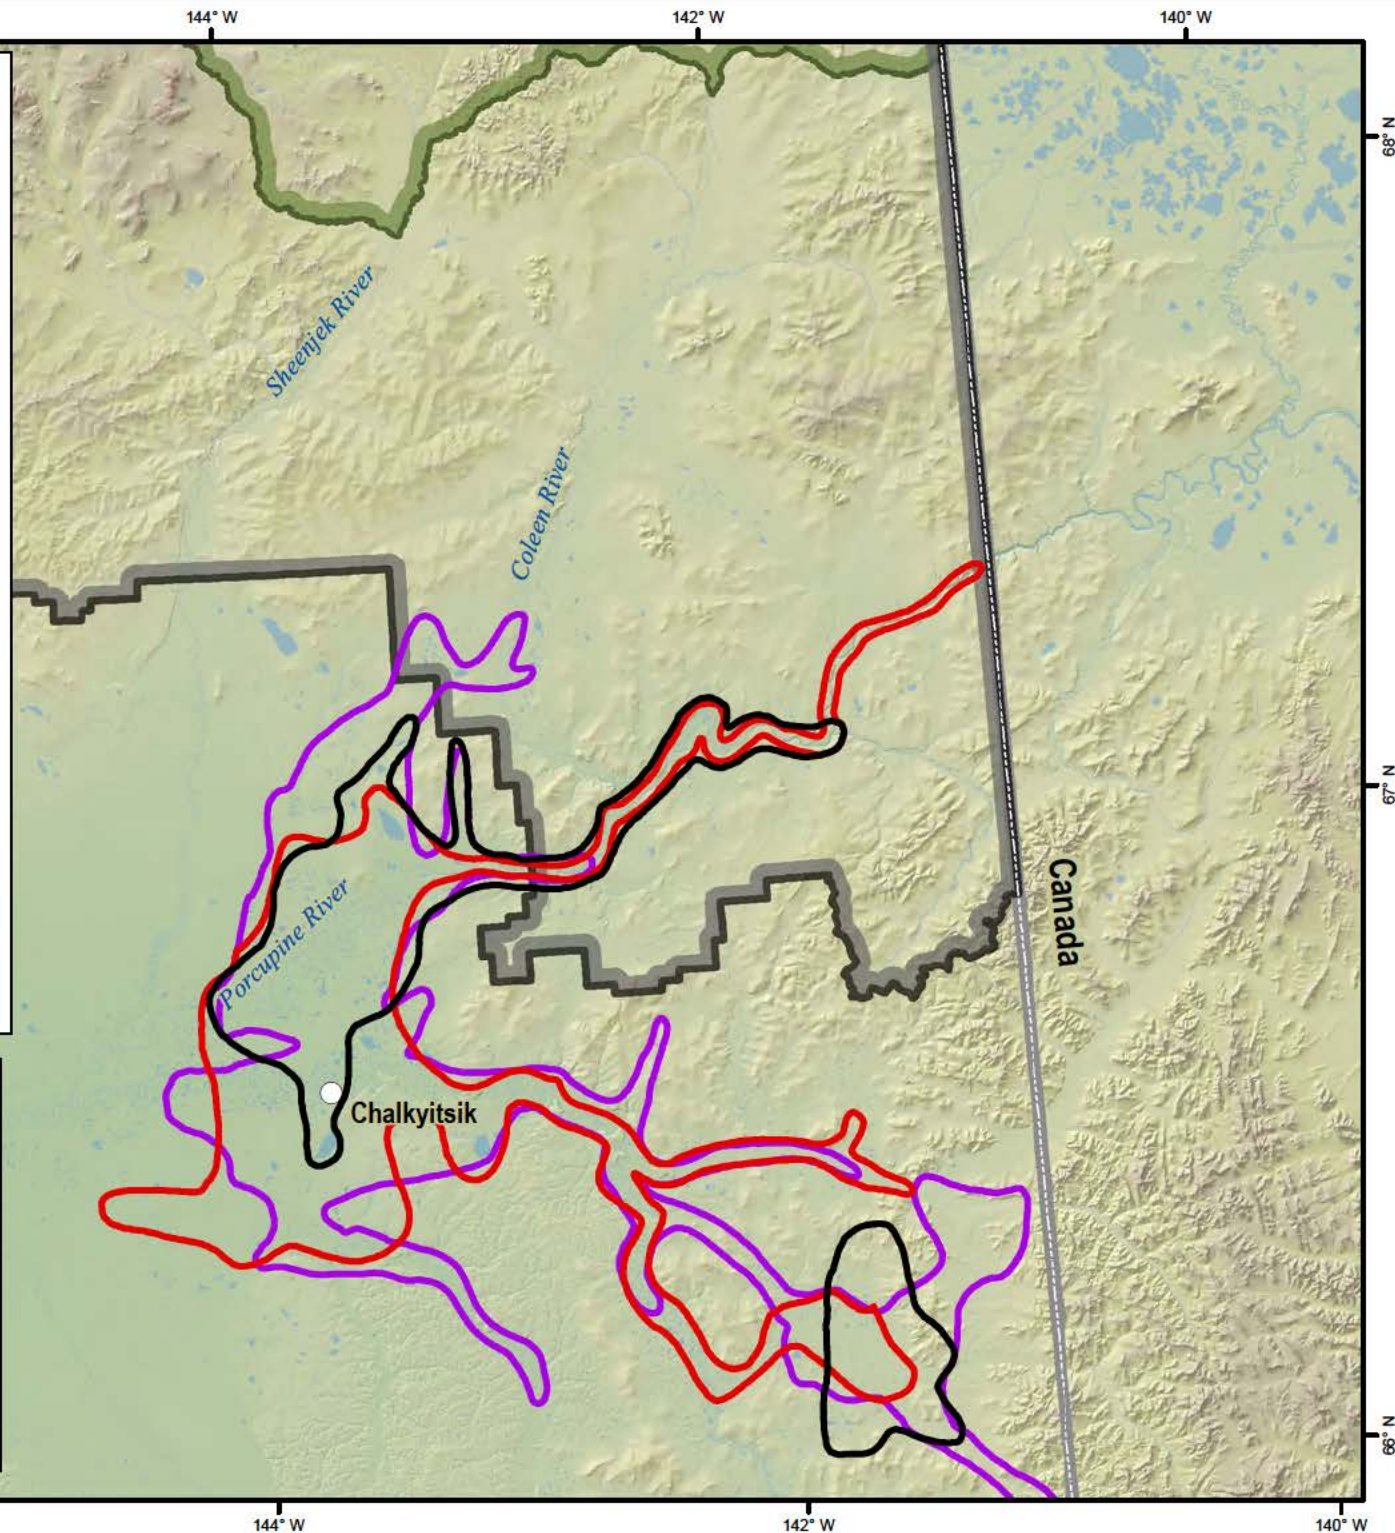 144° W
142° W
140° W
68° N
Sheenjek River
Coleen River
67° N
Canada
Porcupine River
Chalkyitsik
66° N
144° W
142° W
140° W